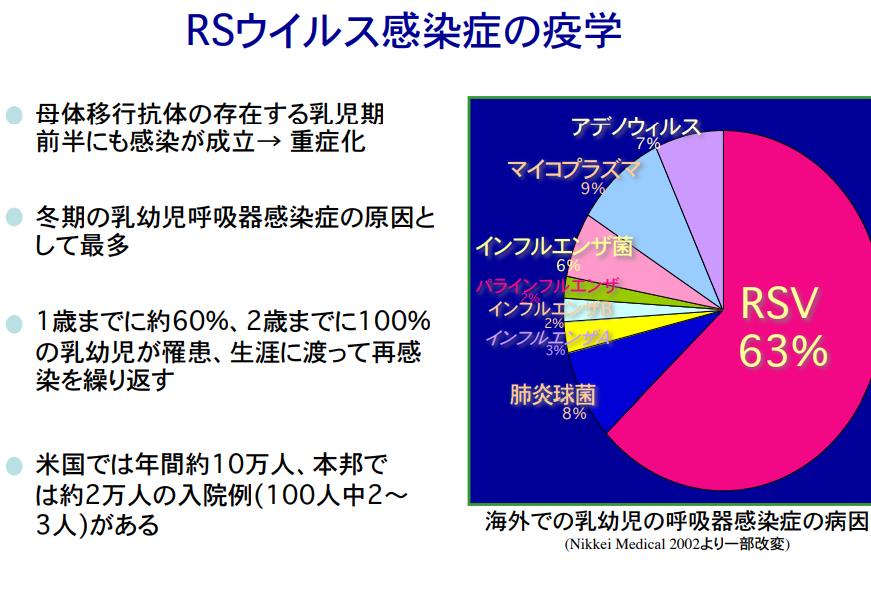 RSウイルス感染症の疫学
母体移行抗体の存在する乳児期
前半にも感染が成立→ 重症化
冬期の乳幼児呼吸器感染症の原因と
して最多
1歳までに約60%、2歳までに100%
の乳幼児が罹患、生涯に渡って再感
染を繰り返す
米国では年間約10万人、本邦で
は約2万人の入院例(100人中2～
3人)がある
アデノウィルス
7%
マイコプラズマ
9%
インフルエンザ菌
6%
パラインフルエンザ
2%
インフルエンザB
2%
インフルエンザA
3%
肺炎球菌
8%
RSV
63%
海外での乳幼児の呼吸器感染症の病因
(Nikkei Medical 2002より一部改変)